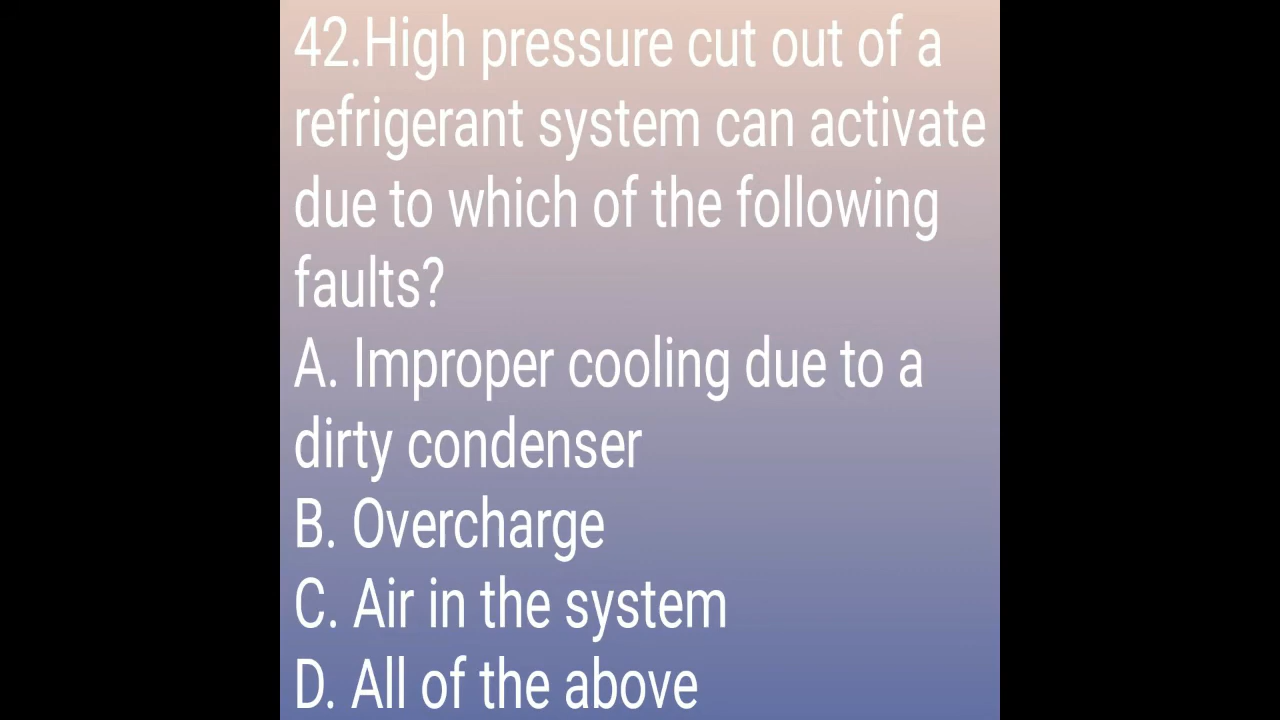 42.High pressure cut out of a
refrigerant system can activate
due to which of the following
faults?
A. Improper cooling due to a
dirty condenser
B. Overcharge
C. Air in the system
D. All of the above